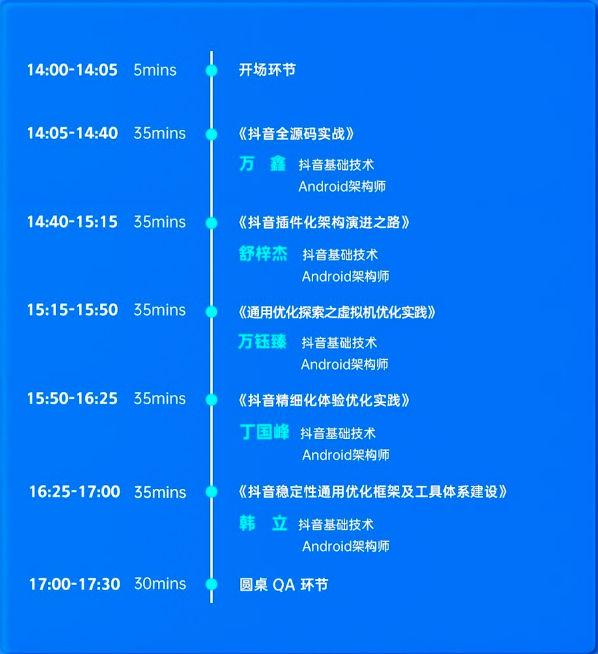 14:00-14:05 5mins 开场环节
14:05-14:40 35mins 《抖音全源码实战》
万 鑫 抖音基础技术
Android架构师
14:40-15:15 35mins 《抖音插件化架构演进之路》
舒梓杰 抖音基础技术
Android架构师
15:15-15:50 35mins 《通用优化探索之虚拟机优化实践》
万钰臻 抖音基础技术
Android架构师
15:50-16:25 35mins 《抖音精细化体验优化实践》
丁国峰 抖音基础技术
Android架构师
16:25-17:00 35mins 《抖音稳定性通用优化框架及工具体系建设》
韩 立 抖音基础技术
Android架构师
17:00-17:30 30mins 圆桌 QA 环节